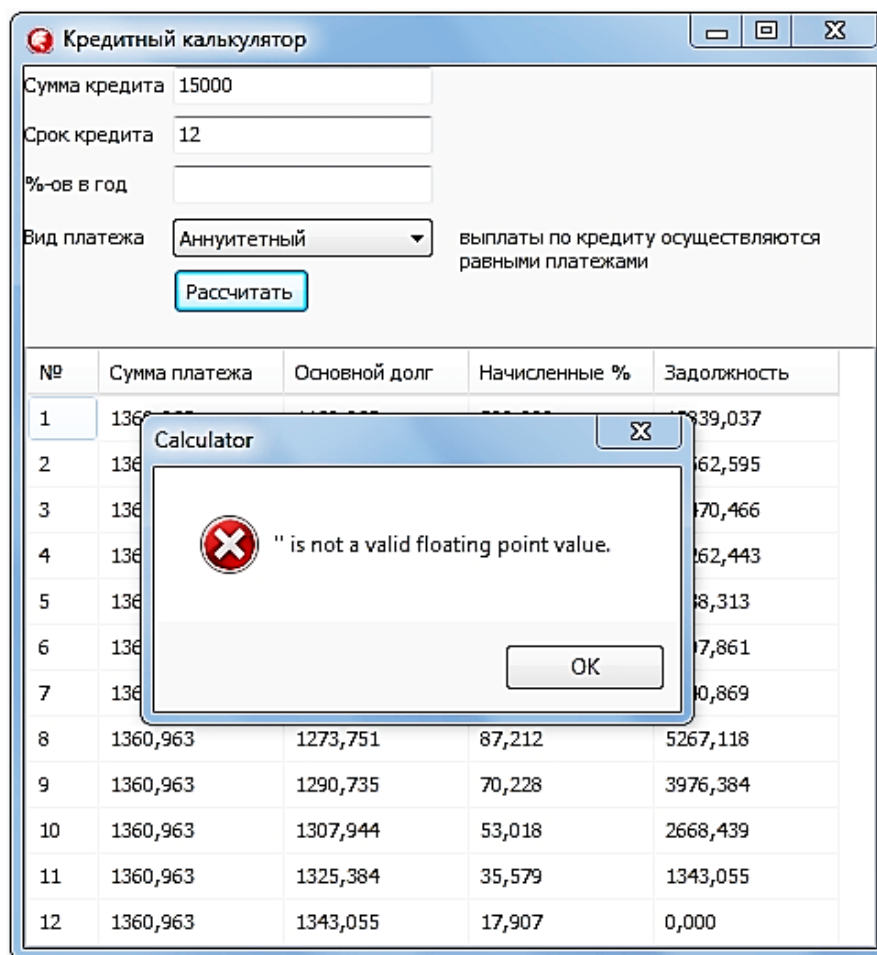 Кредитный калькулятор
Сумма кредита 15000
Срок кредита 12
%-ов в год
Вид платежа Аннуитетный выплаты по кредиту осуществляются
равными платежами
Рассчитать
№ Сумма платежа Основной долг Начисленные % Задолжность
1
2
3
4
5
6
7
Calculator
'' is not a valid floating point value.
OK
8 1360,963 1273,751 87,212 5267,118
9 1360,963 1290,735 70,228 3976,384
10 1360,963 1307,944 53,018 2668,439
11 1360,963 1325,384 35,579 1343,055
12 1360,963 1343,055 17,907 0,000